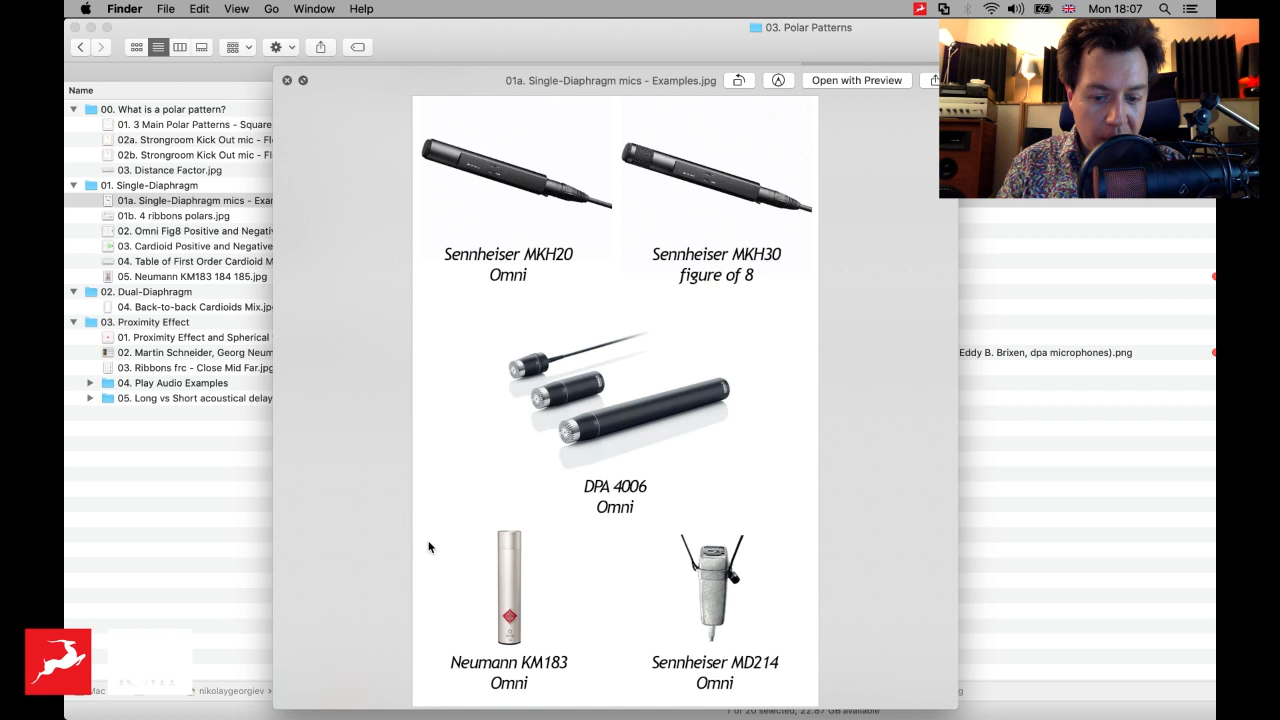 Finder File Edit View Go Window Help Mon 18:07
03. Polar Patterns
01a. Single-Diaphragm mics - Examples.jpg Open with Preview
Name
00. What is a polar pattern?
01. 3 Main Polar Patterns - Square
02a. Strongroom Kick Out mic - Fl
02b. Strongroom Kick Out mic - Fl
03. Distance Factor.jpg
01. Single-Diaphragm
01a. Single-Diaphragm mics - Exar
01b. 4 ribbons polars.jpg
02. Omni Fig8 Positive and Negativ
03. Cardioid Positive and Negative
04. Table of First Order Cardioid M
05. Neumann KM183 184 185.jpg
02. Dual-Diaphragm
04. Back-to-back Cardioids Mix.jp
03. Proximity Effect
01. Proximity Effect and Spherical
02. Martin Schneider, Georg Neum
Eddy B. Brixen, dpa microphones).png
03. Ribbons frc - Close Mid Far.jpg
04. Play Audio Examples
05. Long vs Short acoustical delay
Sennheiser MKH20
Omni
Sennheiser MKH30
figure of 8
DPA 4006
Omni
Neumann KM183
Omni
Sennheiser MD214
Omni
Mac
nikolaygeorgiev
1 of 20 selected, 22.87 GB available